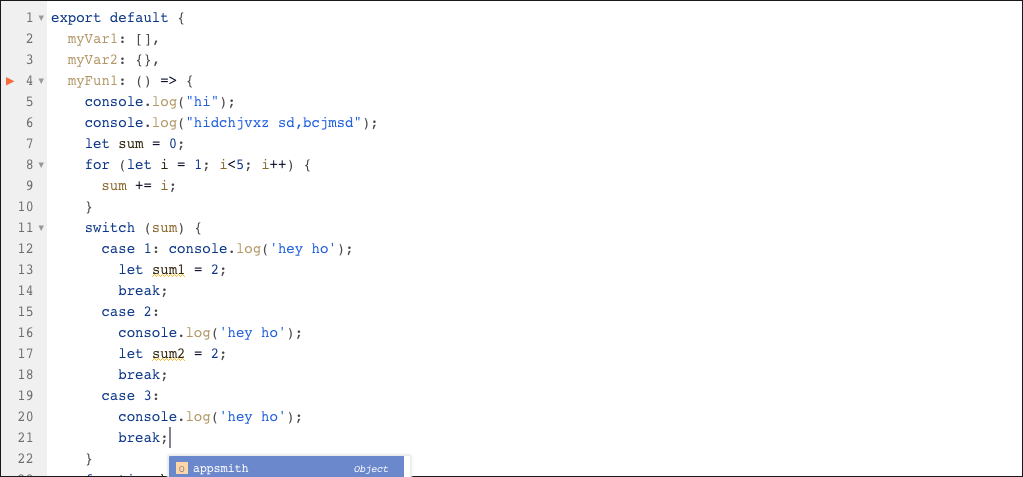 1 export default {
2 myVar1: [],
3 myVar2: {},
4 myFun1: () => {
5 console.log("hi");
6 console.log("hidchjvxz sd,bcjmsd");
7 let sum = 0;
8 for (let i = 1; i<5; i++) {
9 sum += i;
10 }
11 switch (sum) {
12 case 1: console.log('hey ho');
13 let sum1 = 2;
14 break;
15 case 2:
16 console.log('hey ho');
17 let sum2 = 2;
18 break;
19 case 3:
20 console.log('hey ho');
21 break;
22 }
appsmith Object